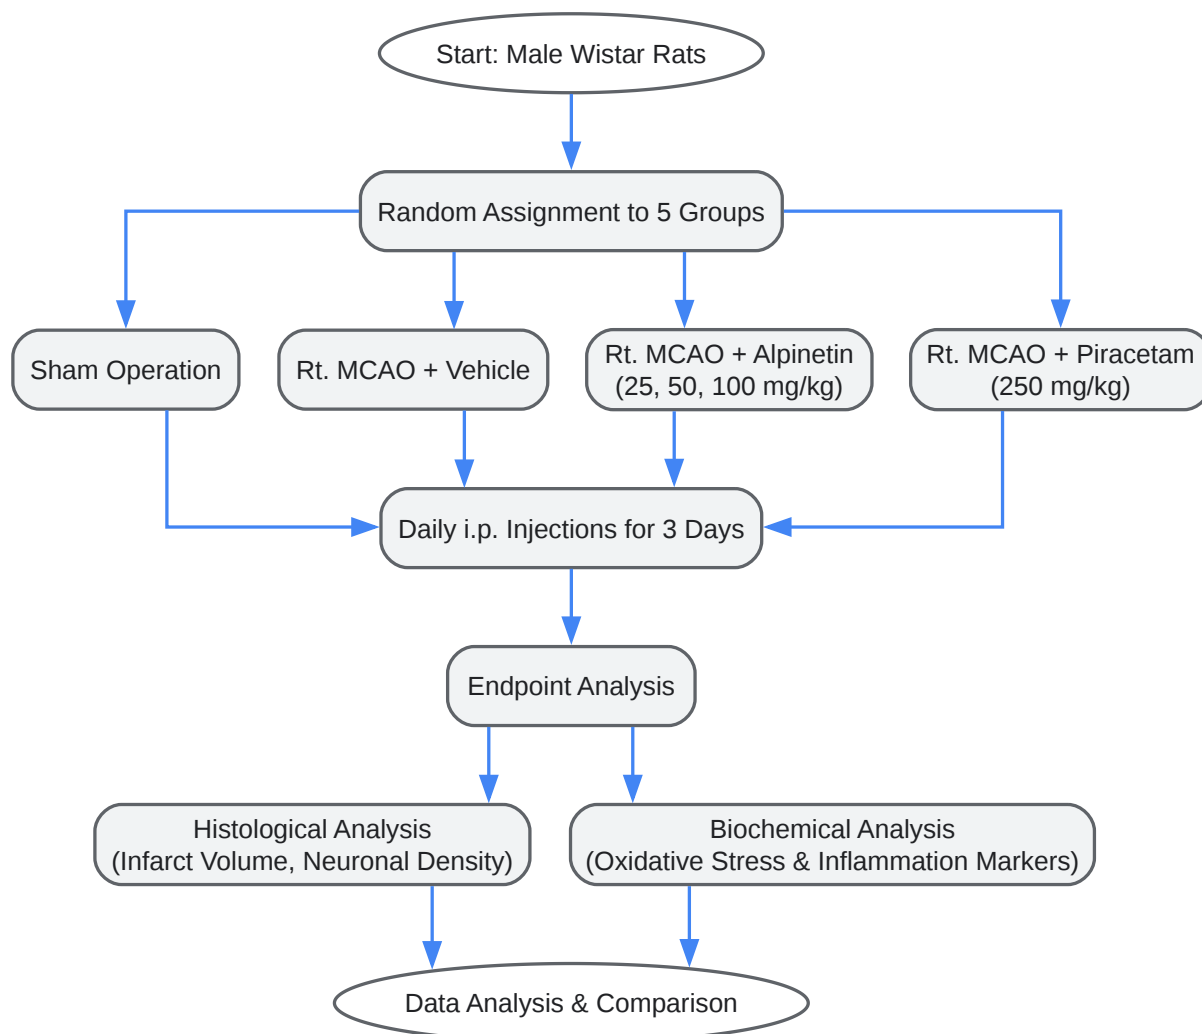 Start: Male Wistar Rats
Random Assignment to 5 Groups
Sham Operation
Rt. MCAO + Vehicle
Rt. MCAO + Alpinetin
(25, 50, 100 mg/kg)
Rt. MCAO + Piracetam
(250 mg/kg)
Daily i.p. Injections for 3 Days
Endpoint Analysis
Histological Analysis
(Infarct Volume, Neuronal Density)
Biochemical Analysis
(Oxidative Stress & Inflammation Markers)
Data Analysis & Comparison